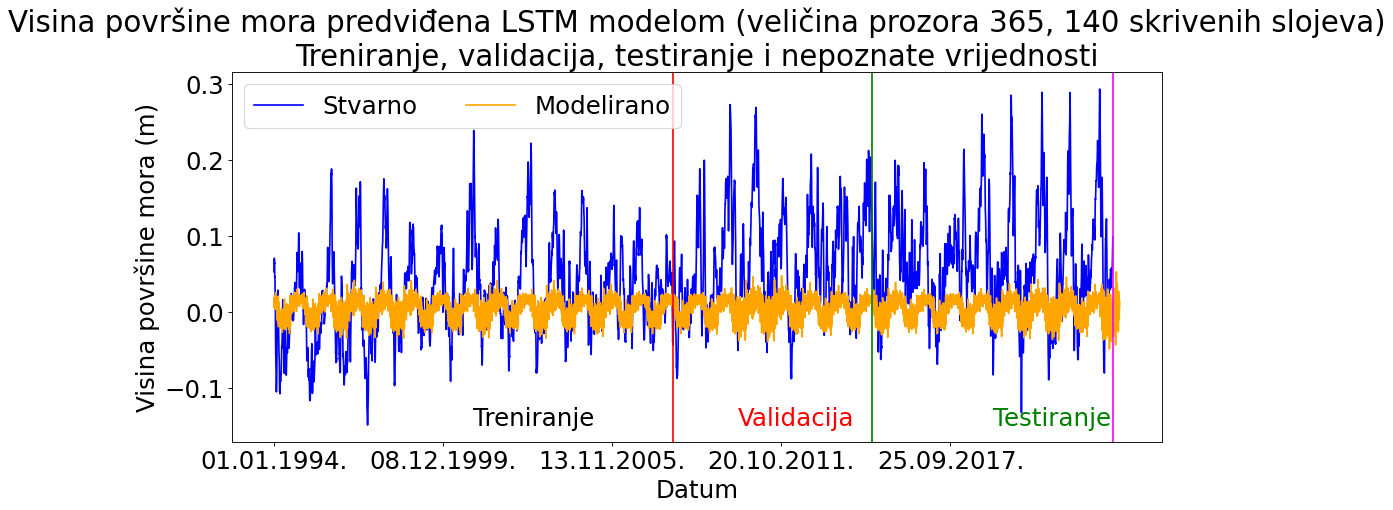 Visina površine mora predviđena LSTM modelom (veličina prozora 365, 140 skrivenih slojeva)
Treniranje, validacija, testiranje i nepoznate vrijednosti
Stvarno
Modelirano
Visina površine mora (m)
0.3
0.2
0.1
0.0
−0.1
Treniranje
Validacija
Testiranje
01.01.1994.
08.12.1999.
13.11.2005.
20.10.2011.
25.09.2017.
Datum